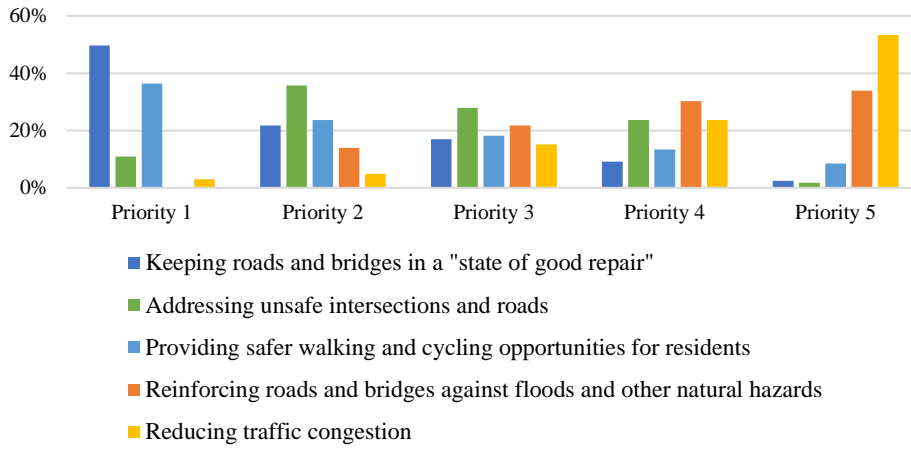 60%
40%
20%
0%
Priority 1 Priority 2 Priority 3 Priority 4 Priority 5
Keeping roads and bridges in a "state of good repair"
Addressing unsafe intersections and roads
Providing safer walking and cycling opportunities for residents
Reinforcing roads and bridges against floods and other natural hazards
Reducing traffic congestion